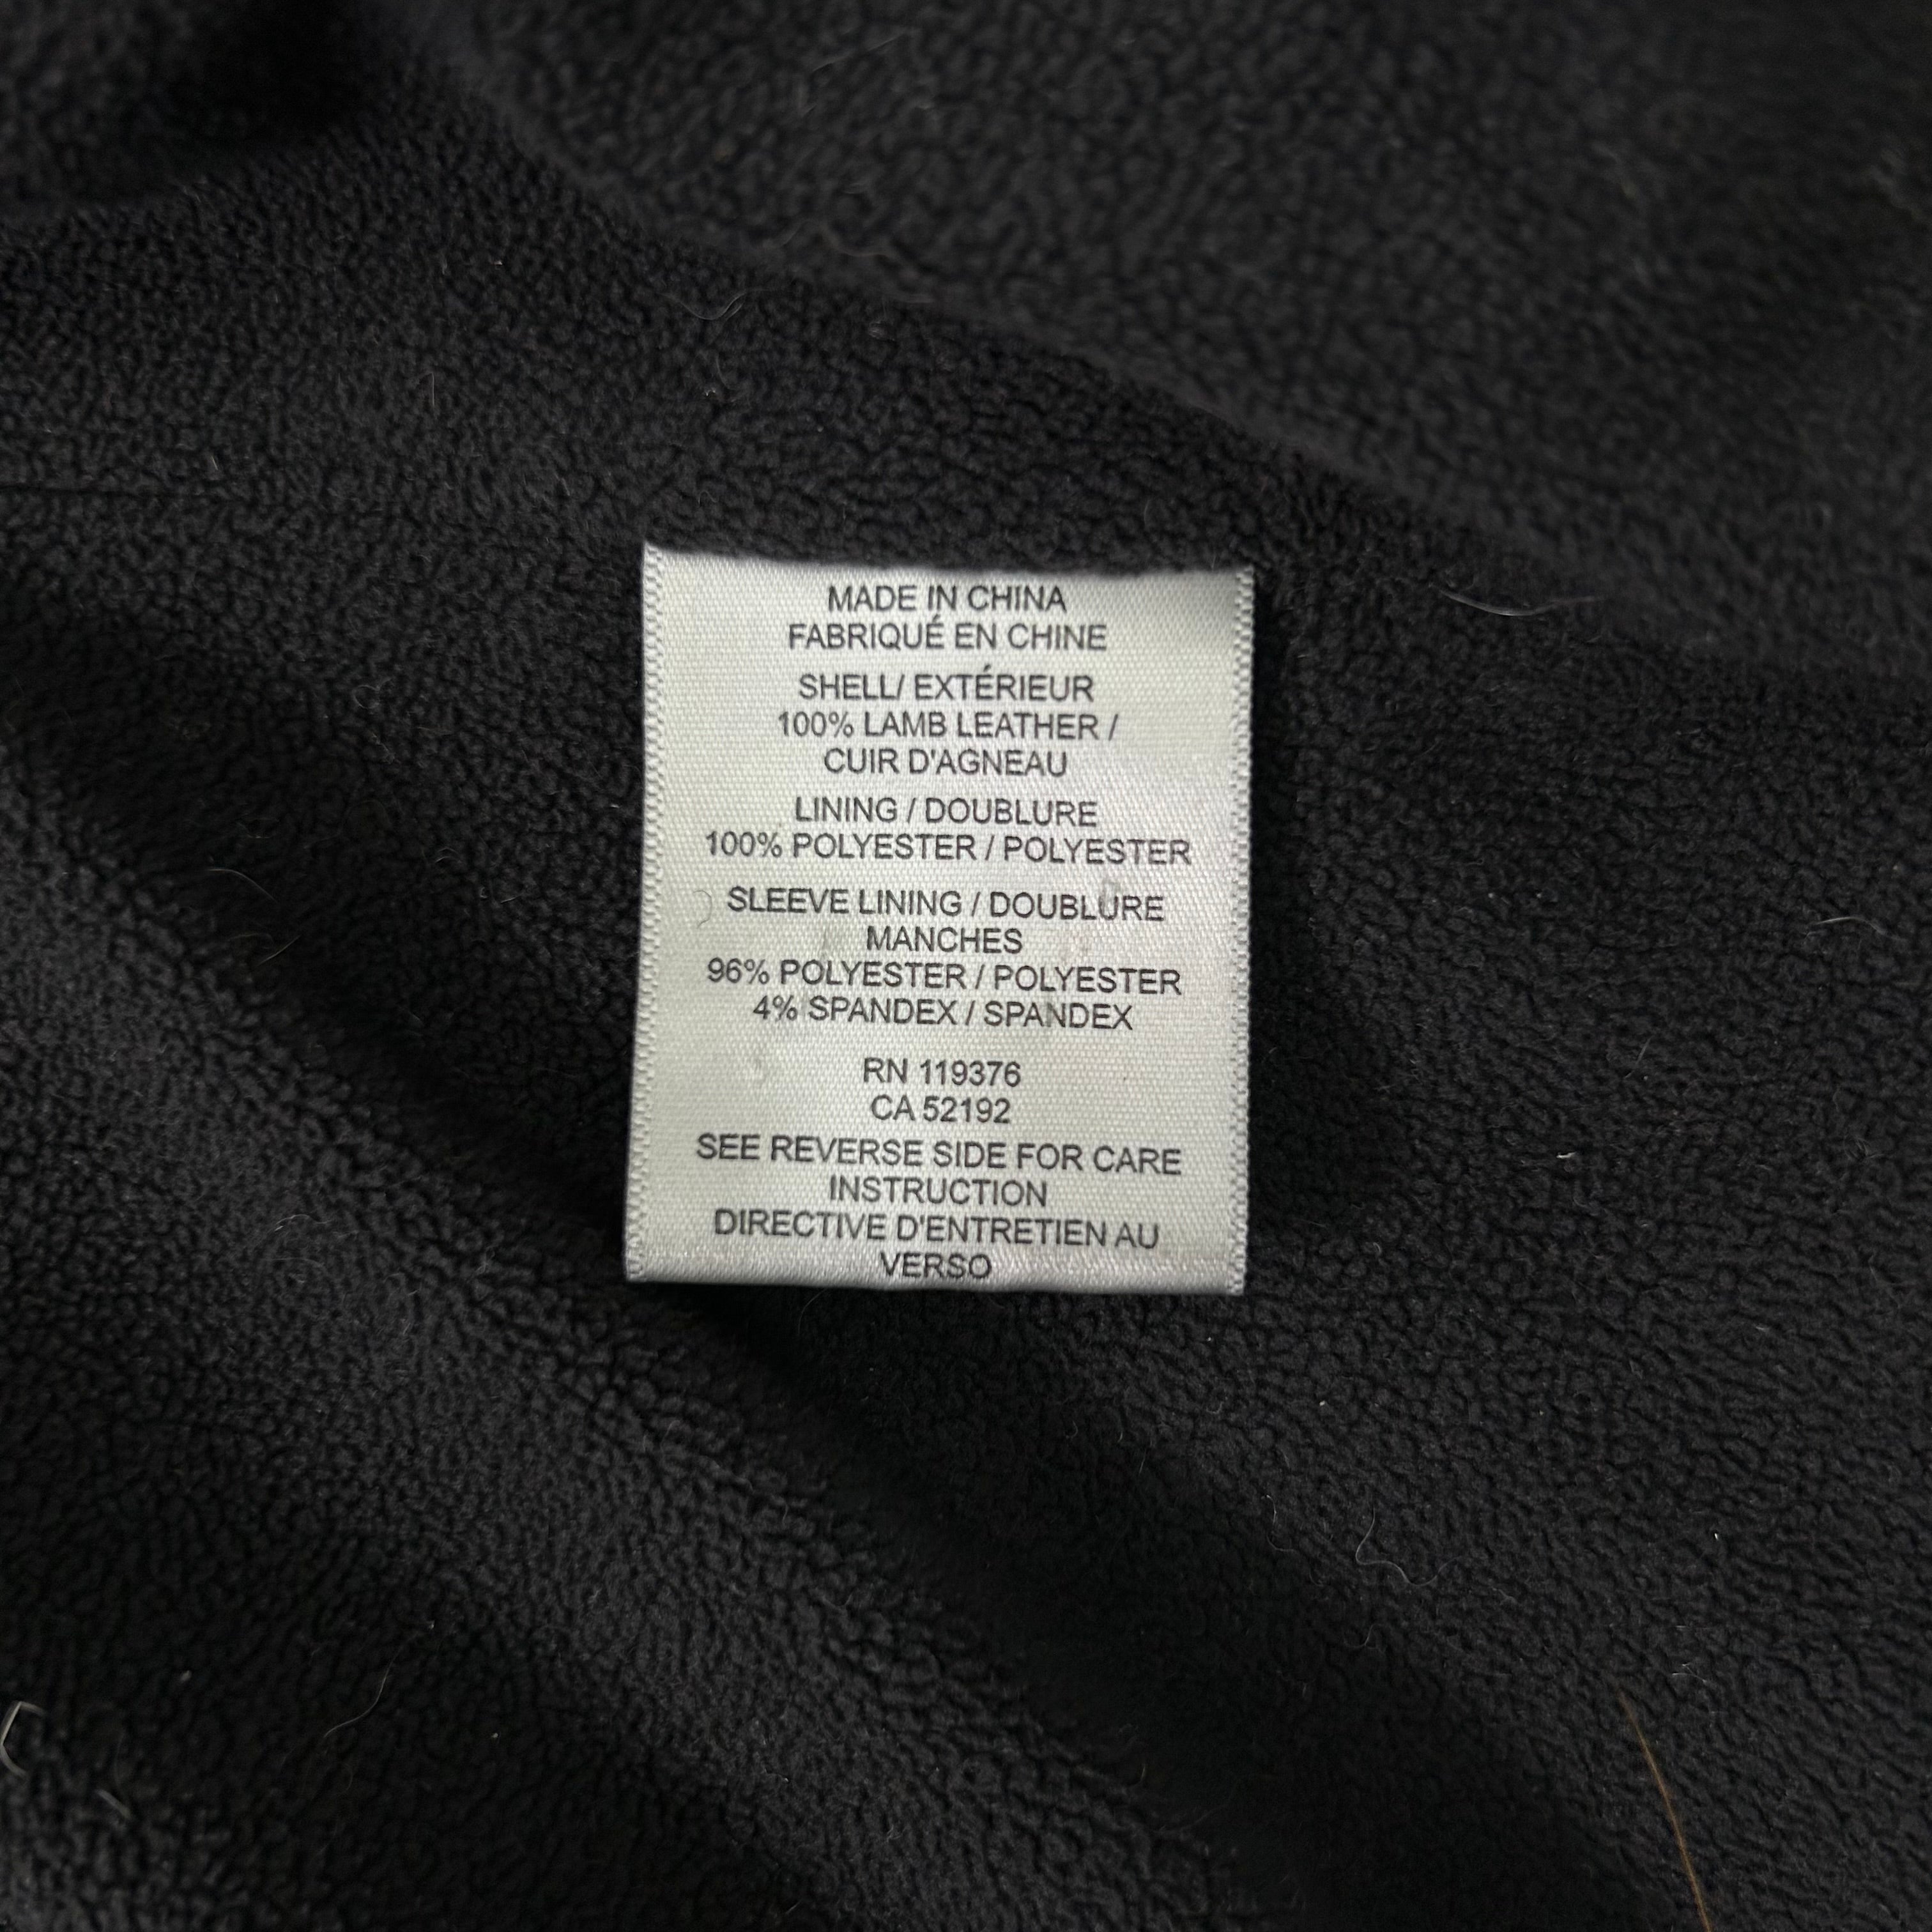 MADE IN CHINA
FABRIQUÉ EN CHINE
SHELL/ EXTÉRIEUR
100% LAMB LEATHER /
CUIR D'AGNEAU
LINING / DOUBLURE
100% POLYESTER / POLYESTER
SLEEVE LINING / DOUBLURE
MANCHES
96% POLYESTER / POLYESTER
4% SPANDEX / SPANDEX
RN 119376
CA 52192
SEE REVERSE SIDE FOR CARE
INSTRUCTION
DIRECTIVE D'ENTRETIEN AU
VERSO